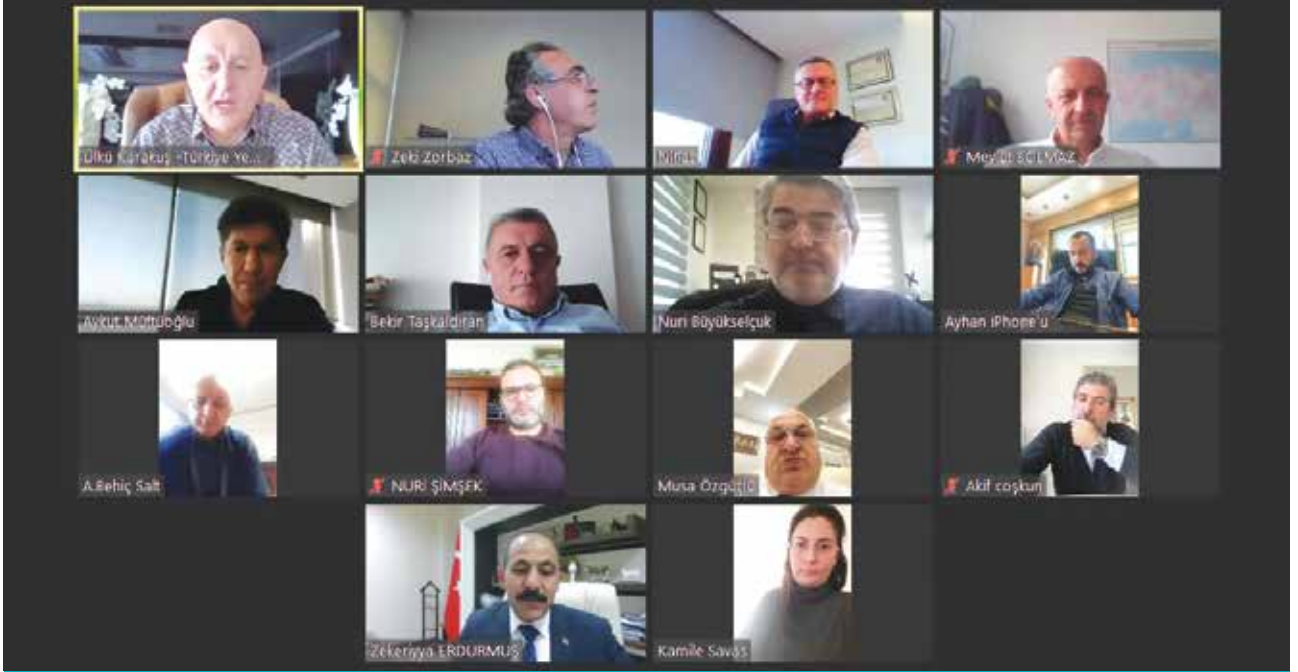 Ülkü Karakuş -Türkiye Ye...
Zeki Zorbaz
Mevlüt
Aykut Müftüoğlu
Bekir Taşkaldıran
Nuri Büyükselçuk
Ayhan iPhone'u
A.Behiç Salt
NURİ ŞİMŞEK
Musa Özgüçlü
Akif coşkun
Zekeriyya ERDURMUŞ
Kamile Savaş